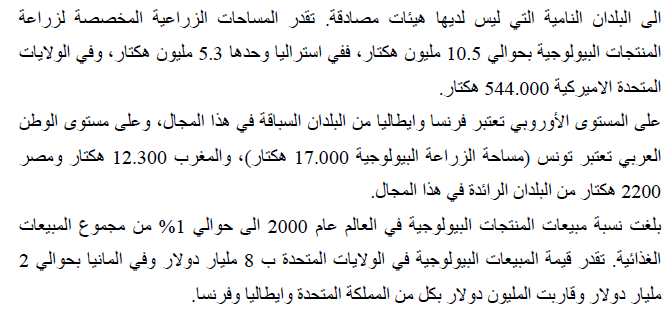 الى البلدان النامية التي ليس لديها هيئات مصادقة. تقدر المساحات الزراعية المخصصة لزراعة
المنتجات البيولوجية بحوالي 10.5 مليون هكتار، ففي استراليا وحدها 5.3 مليون هكتار، وفي الولايات
المتحدة الاميركية 544.000 هكتار.
على المستوى الأوروبي تعتبر فرنسا وايطاليا من البلدان السباقة في هذا المجال، وعلى مستوى الوطن
العربي تعتبر تونس (مساحة الزراعة البيولوجية 17.000 هكتار)، والمغرب 12.300 هكتار ومصر
2200 هكتار من البلدان الرائدة في هذا المجال.
بلغت نسبة مبيعات المنتجات البيولوجية في العالم عام 2000 الى حوالي 1% من مجموع المبيعات
الغذائية. تقدر قيمة المبيعات البيولوجية في الولايات المتحدة ب 8 مليار دولار وفي المانيا بحوالي 2
مليار دولار وقاربت المليون دولار بكل من المملكة المتحدة وايطاليا وفرنسا.